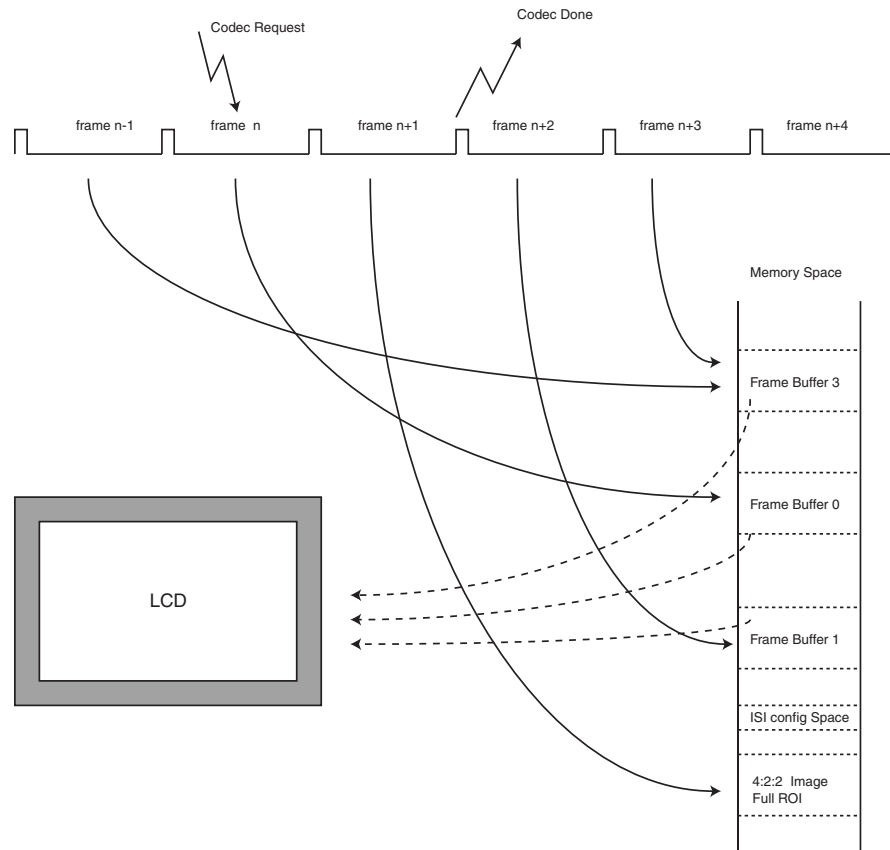 Codec Request
Codec Done
frame n-1
frame n
frame n+1
frame n+2
frame n+3
frame n+4
Memory Space
Frame Buffer 3
Frame Buffer 0
LCD
Frame Buffer 1
ISI config Space
4:2:2 Image
Full ROI